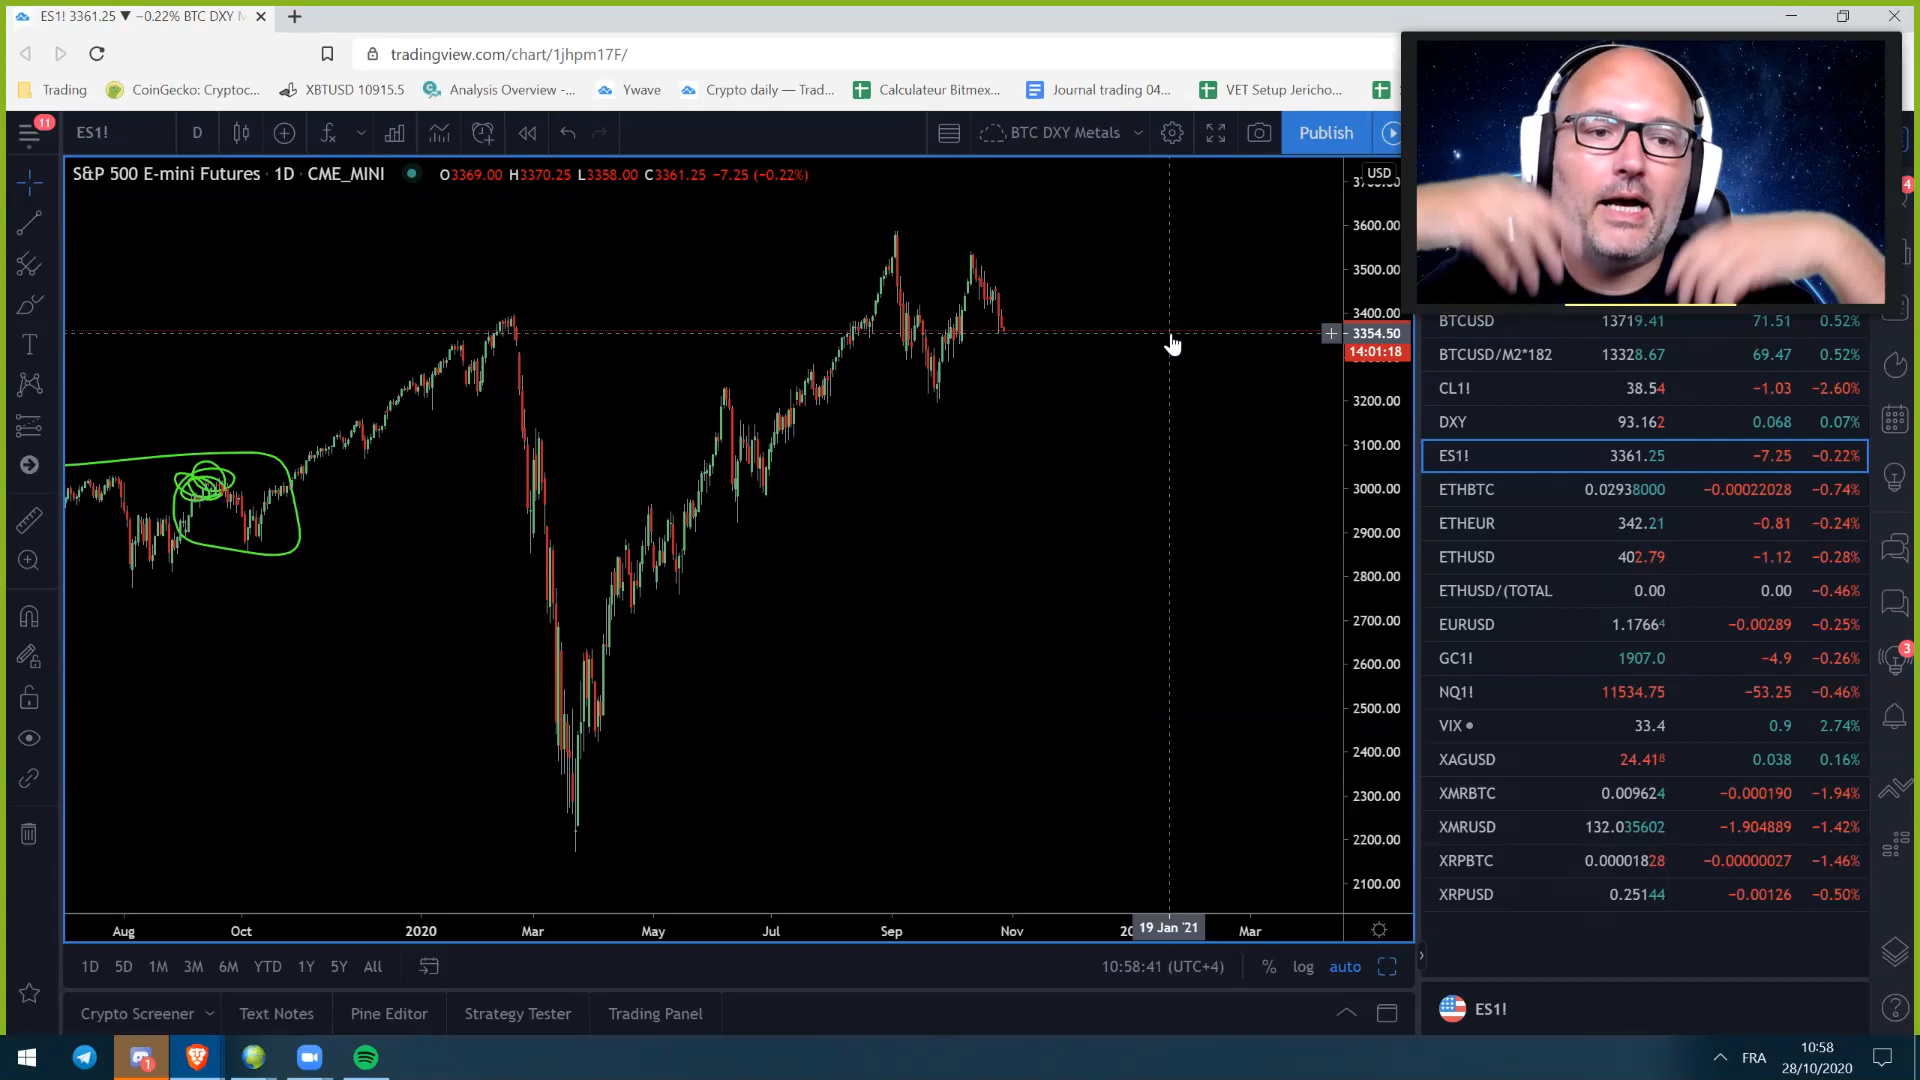 ES1! 3361.25 ▼ −0.22% BTC DXY M
tradingview.com/chart/1jhpm17F/
Trading
CoinGecko: Cryptoc...
XBTUSD 10915.5
Analysis Overview -...
Ywave
Crypto daily — Trad...
Calculateur Bitmex...
Journal trading 04...
VET Setup Jericho...
11
ES1!
D
BTC DXY Metals
Publish
S&P 500 E-mini Futures · 1D · CME_MINI
O3369.00 H3370.25 L3358.00 C3361.25 −7.25 (−0.22%)
USD
3600.00
3500.00
3400.00
3354.50
14:01:18
3200.00
3100.00
3000.00
2900.00
2800.00
2700.00
2600.00
2500.00
2400.00
2300.00
2200.00
2100.00
Aug Oct 2020 Mar May Jul Sep Nov 19 Jan '21 Mar
BTCUSD 13719.41 71.51 0.52%
BTCUSD/M2*182 13328.67 69.47 0.52%
CL1! 38.54 −1.03 −2.60%
DXY 93.162 0.068 0.07%
ES1! 3361.25 −7.25 −0.22%
ETHBTC 0.02938000 −0.00022028 −0.74%
ETHEUR 342.21 −0.81 −0.24%
ETHUSD 402.79 −1.12 −0.28%
ETHUSD/(TOTAL 0.00 0.00 −0.46%
EURUSD 1.17664 −0.00289 −0.25%
GC1! 1907.0 −4.9 −0.26%
NQ1! 11534.75 −53.25 −0.46%
VIX 33.4 0.9 2.74%
XAGUSD 24.418 0.038 0.16%
XMRBTC 0.009624 −0.000190 −1.94%
XMRUSD 132.035602 −1.904889 −1.42%
XRPBTC 0.00001828 −0.00000027 −1.46%
XRPUSD 0.25144 −0.00126 −0.50%
4
3
1D 5D 1M 3M 6M YTD 1Y 5Y All
10:58:41 (UTC+4)
% log auto
Crypto Screener
Text Notes
Pine Editor
Strategy Tester
Trading Panel
ES1!
1
FRA
10:58
28/10/2020